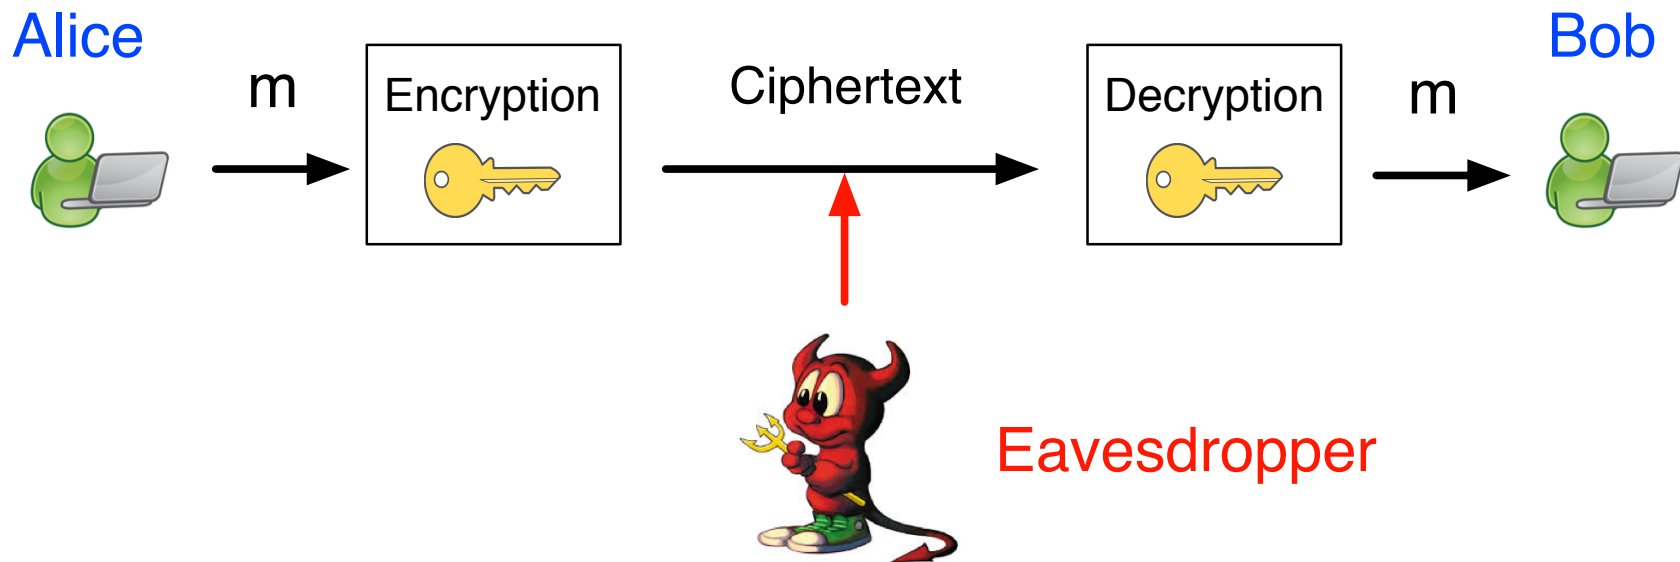 Alice
Bob
m
Encryption
Ciphertext
Decryption
m
Eavesdropper